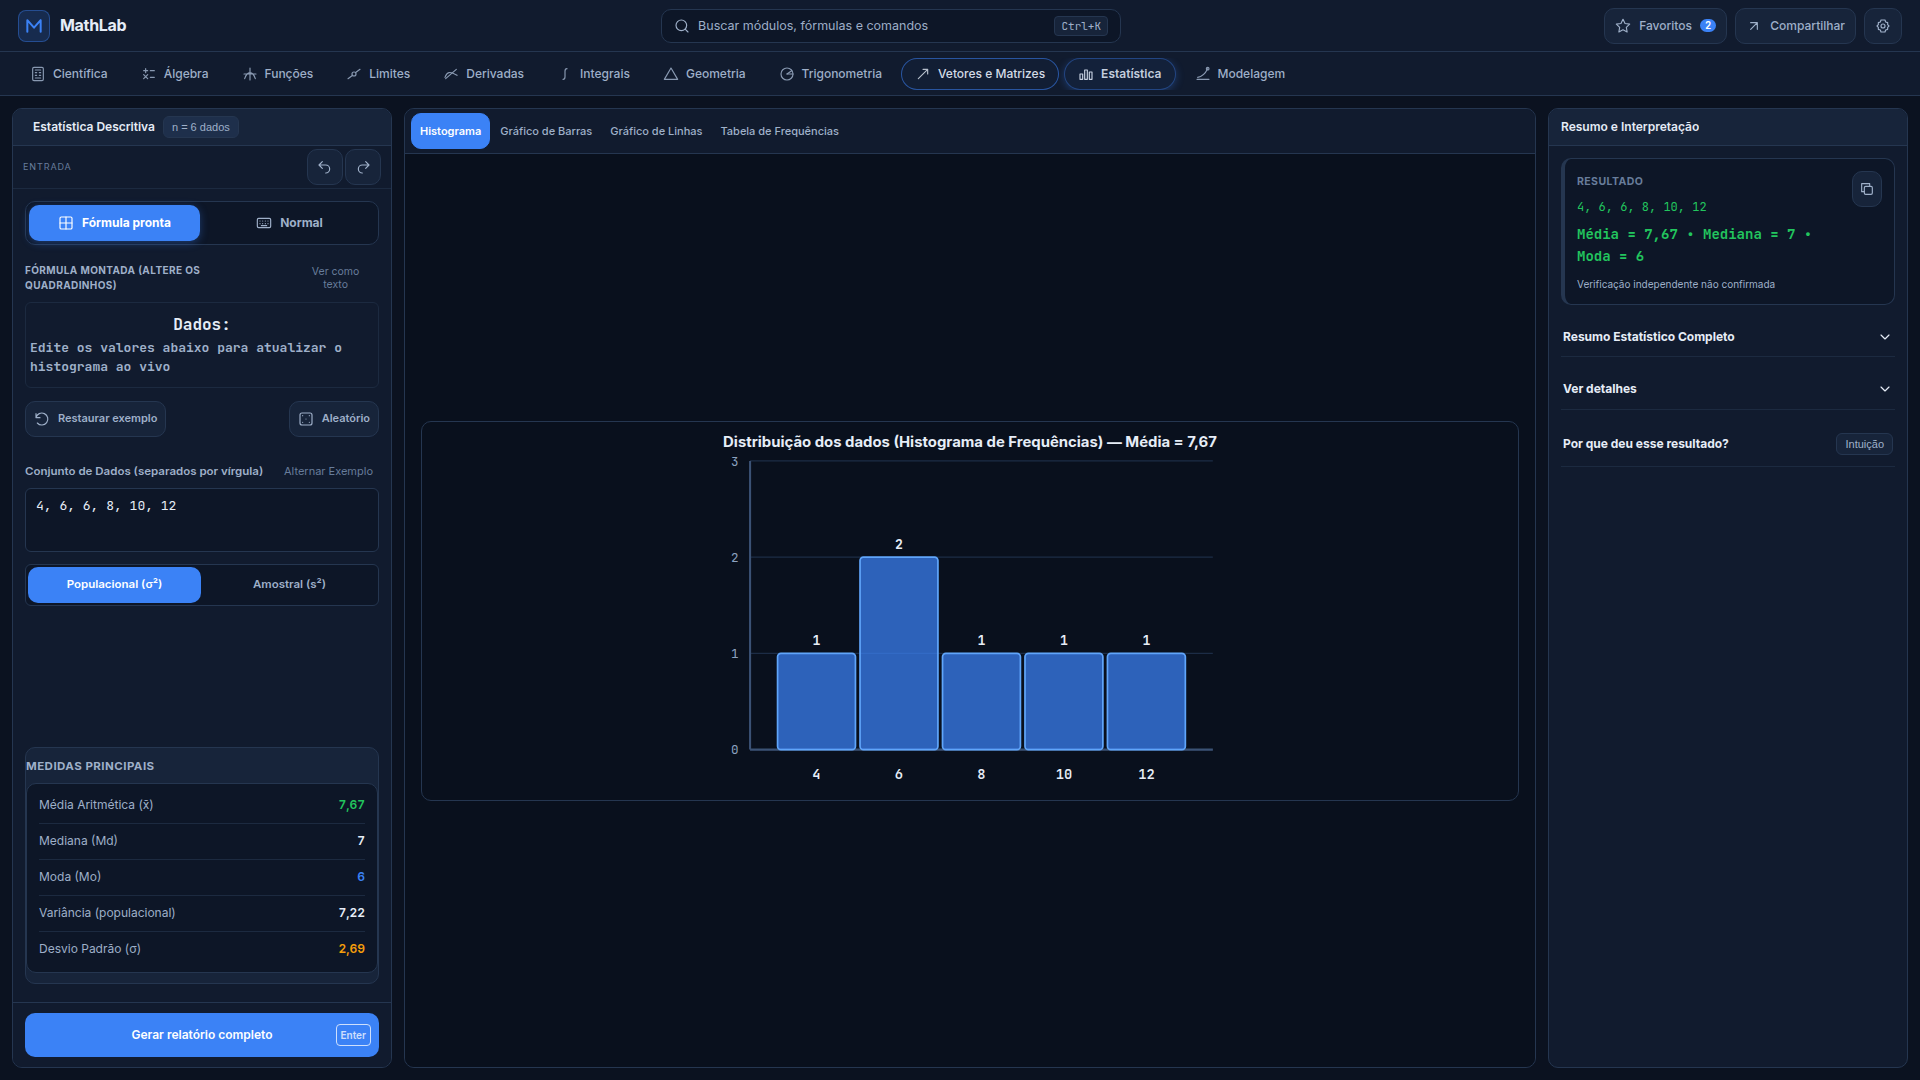 MathLab
Buscar módulos, fórmulas e comandos
Ctrl+K
Favoritos 2
Compartilhar
Científica
Álgebra
Funções
Limites
Derivadas
Integrais
Geometria
Trigonometria
Vetores e Matrizes
Estatística
Modelagem
Estatística Descritiva
n = 6 dados
ENTRADA
Fórmula pronta
Normal
FÓRMULA MONTADA (ALTERE OS
QUADRADINHOS)
Ver como
texto
Dados:
Edite os valores abaixo para atualizar o
histograma ao vivo
Restaurar exemplo
Aleatório
Conjunto de Dados (separados por vírgula)
Alternar Exemplo
4, 6, 6, 8, 10, 12
Populacional (σ²)
Amostral (s²)
MEDIDAS PRINCIPAIS
Média Aritmética (x̄) 7,67
Mediana (Md) 7
Moda (Mo) 6
Variância (populacional) 7,22
Desvio Padrão (σ) 2,69
Gerar relatório completo
Enter
Histograma
Gráfico de Barras
Gráfico de Linhas
Tabela de Frequências
Distribuição dos dados (Histograma de Frequências) — Média = 7,67
3
2
1
0
1
2
1
1
1
4
6
8
10
12
Resumo e Interpretação
RESULTADO
4, 6, 6, 8, 10, 12
Média = 7,67 • Mediana = 7 •
Moda = 6
Verificação independente não confirmada
Resumo Estatístico Completo
Ver detalhes
Por que deu esse resultado?
Intuição